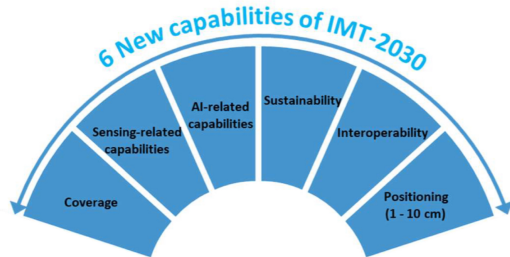 6 New capabilities of IMT-2030
Coverage
Sensing-related
capabilities
AI-related
capabilities
Sustainability
Interoperability
Positioning
(1 - 10 cm)